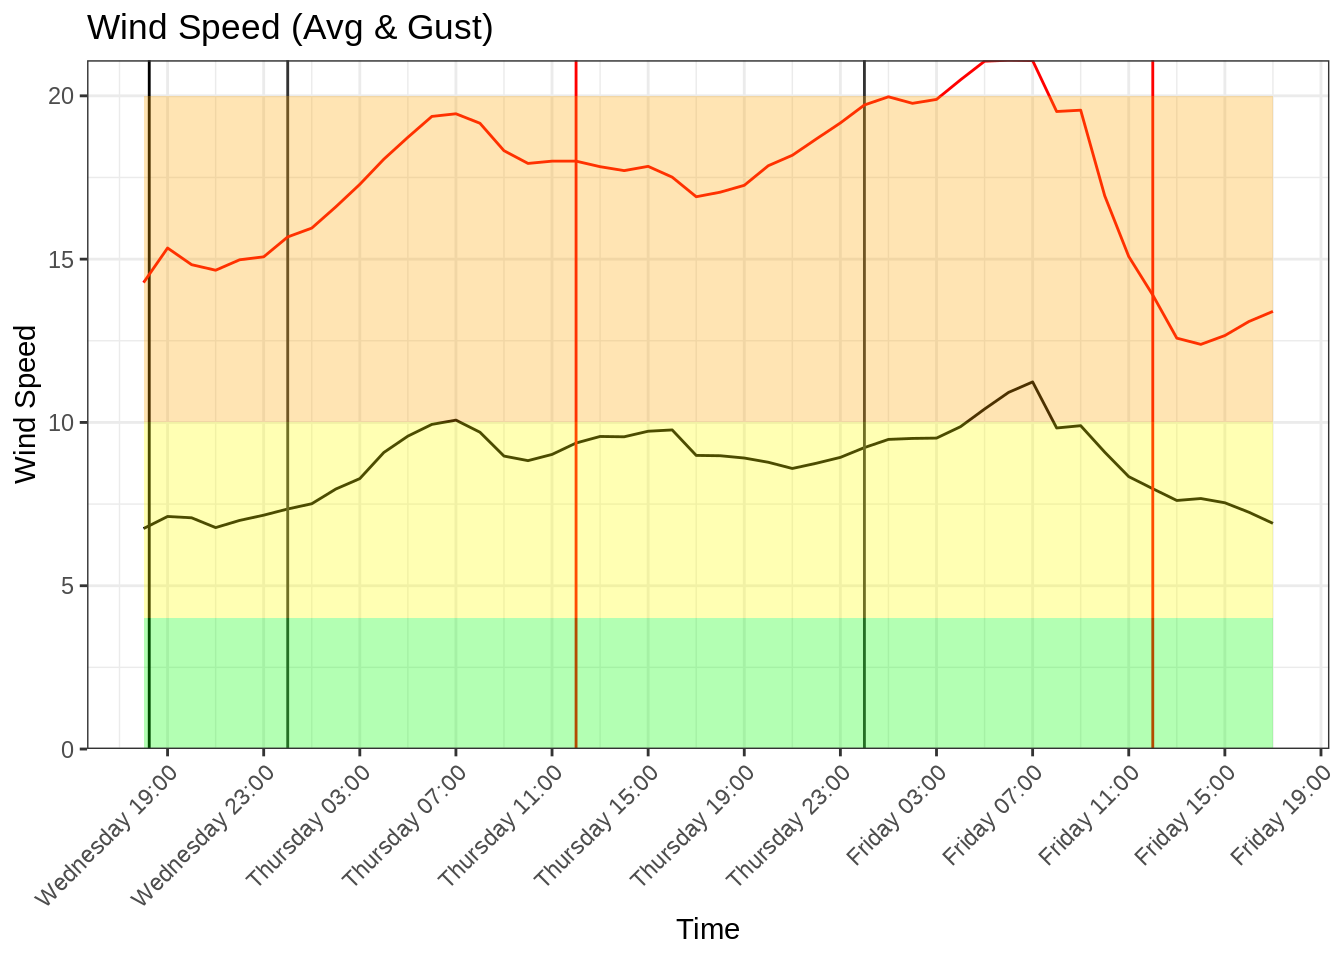 Wind Speed (Avg & Gust)
Wind Speed
20
15
10
5
0
Wednesday 19:00
Wednesday 23:00
Thursday 03:00
Thursday 07:00
Thursday 11:00
Thursday 15:00
Thursday 19:00
Thursday 23:00
Friday 03:00
Friday 07:00
Friday 11:00
Friday 15:00
Friday 19:00
Time